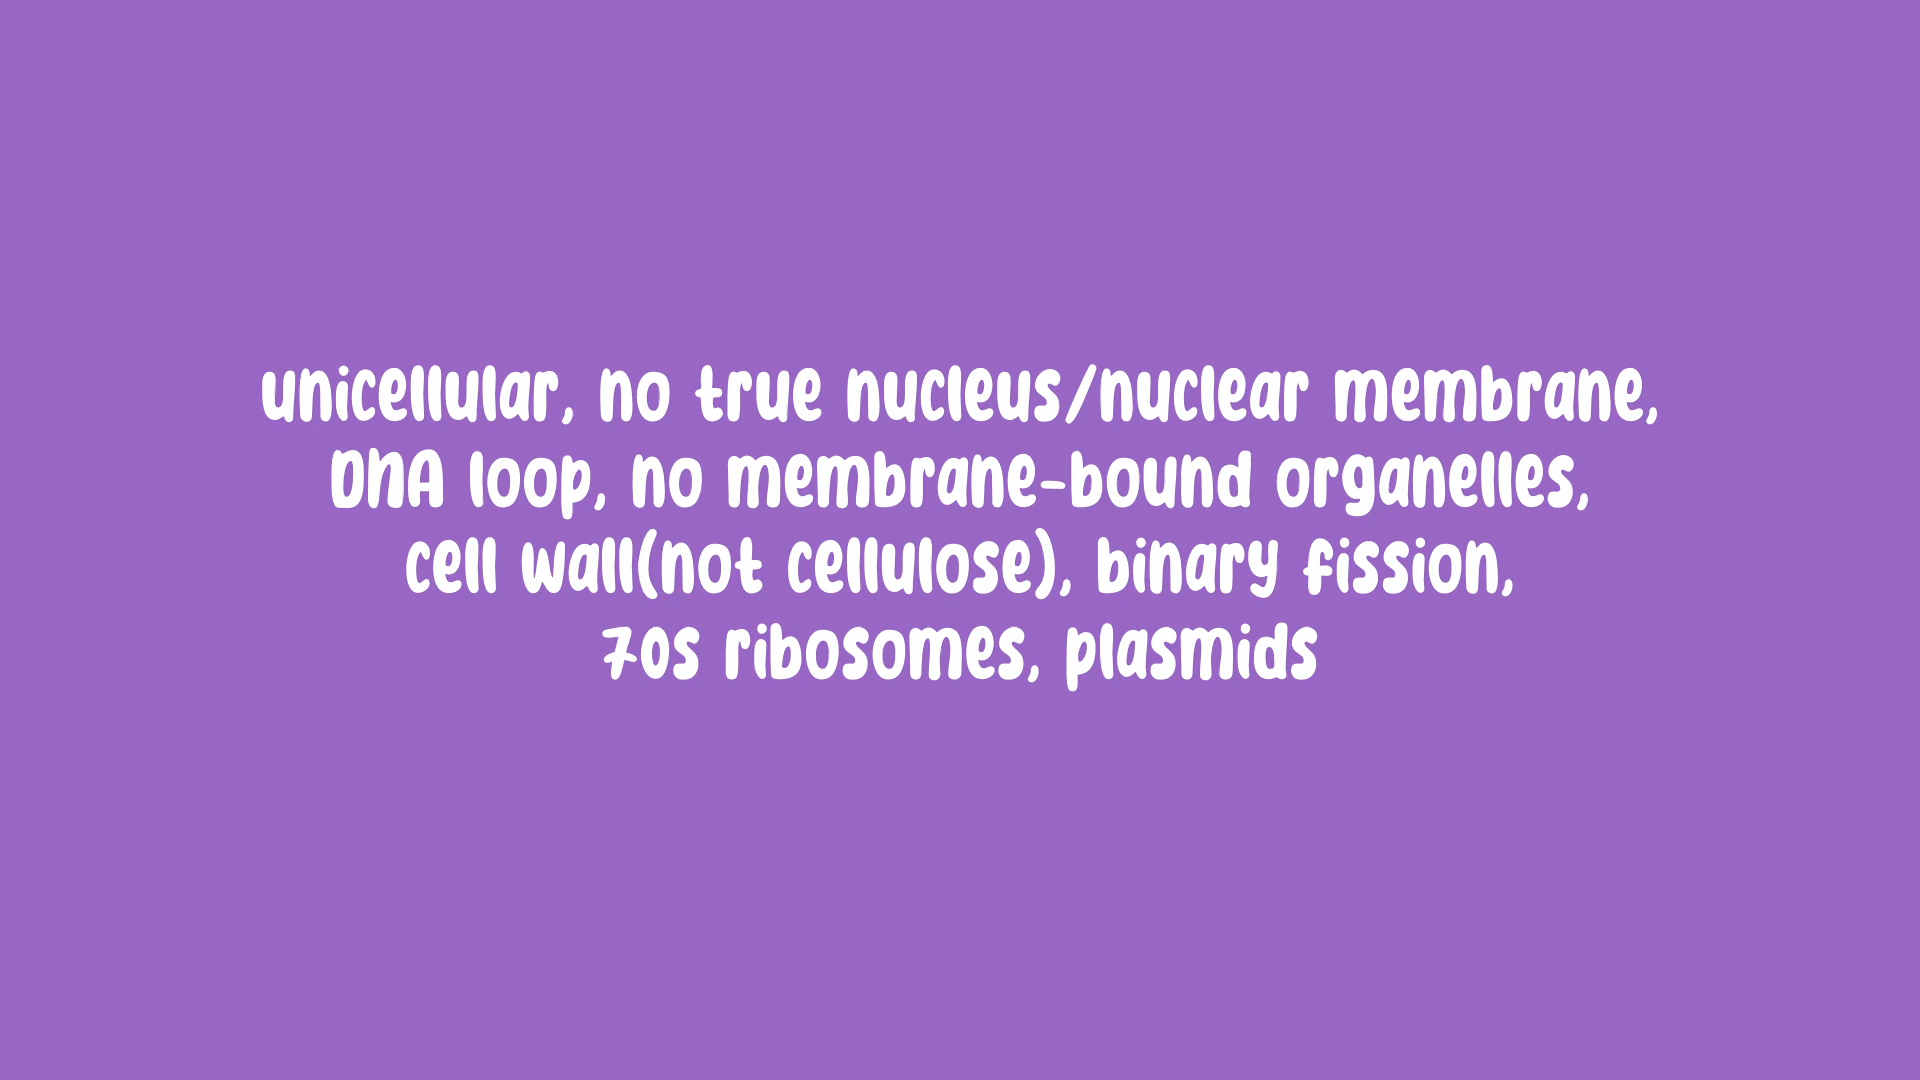 unicellular, no true nucleus/nuclear membrane,
DNA loop, no membrane-bound organelles,
cell wall(not cellulose), binary fission,
70s ribosomes, plasmids